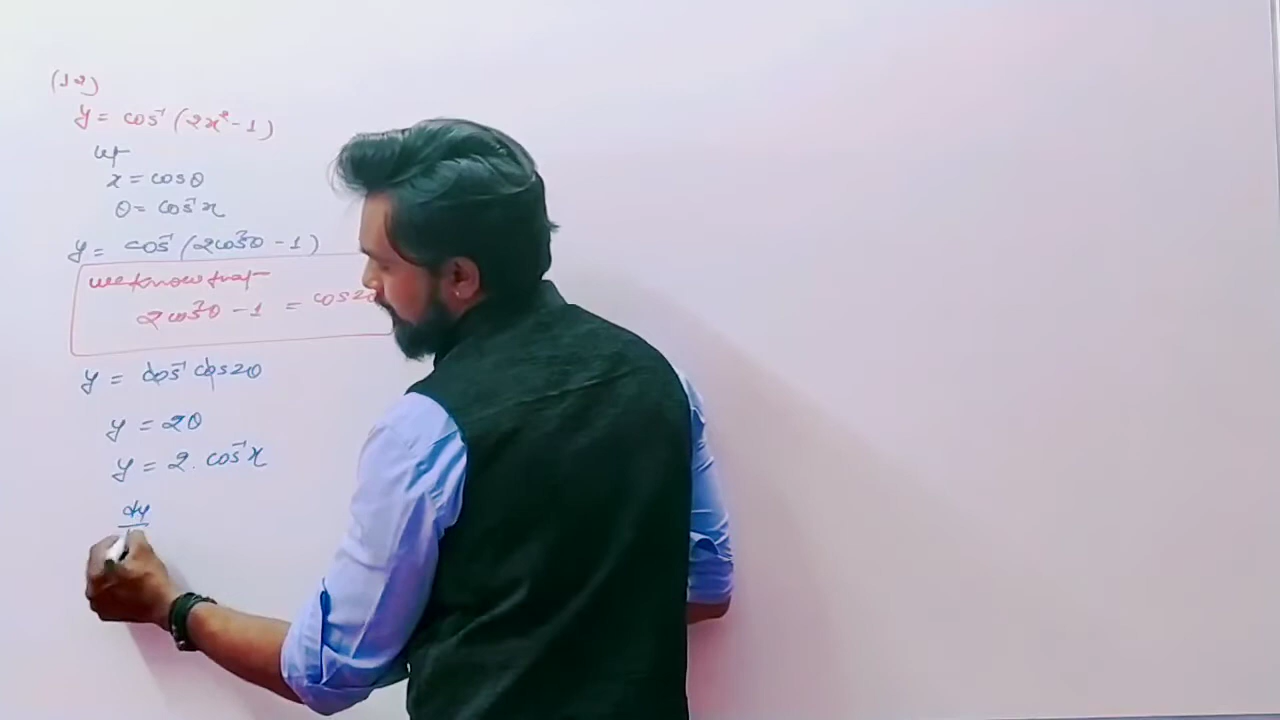 (12)
y = cos⁻¹ (2x² - 1)
let
x = cosθ
θ = cos⁻¹x
y = cos⁻¹ (2cos²θ - 1)
we know that
2cos²θ - 1 = cos2θ
y = cos⁻¹ cos2θ
y = 2θ
y = 2. cos⁻¹x
dy